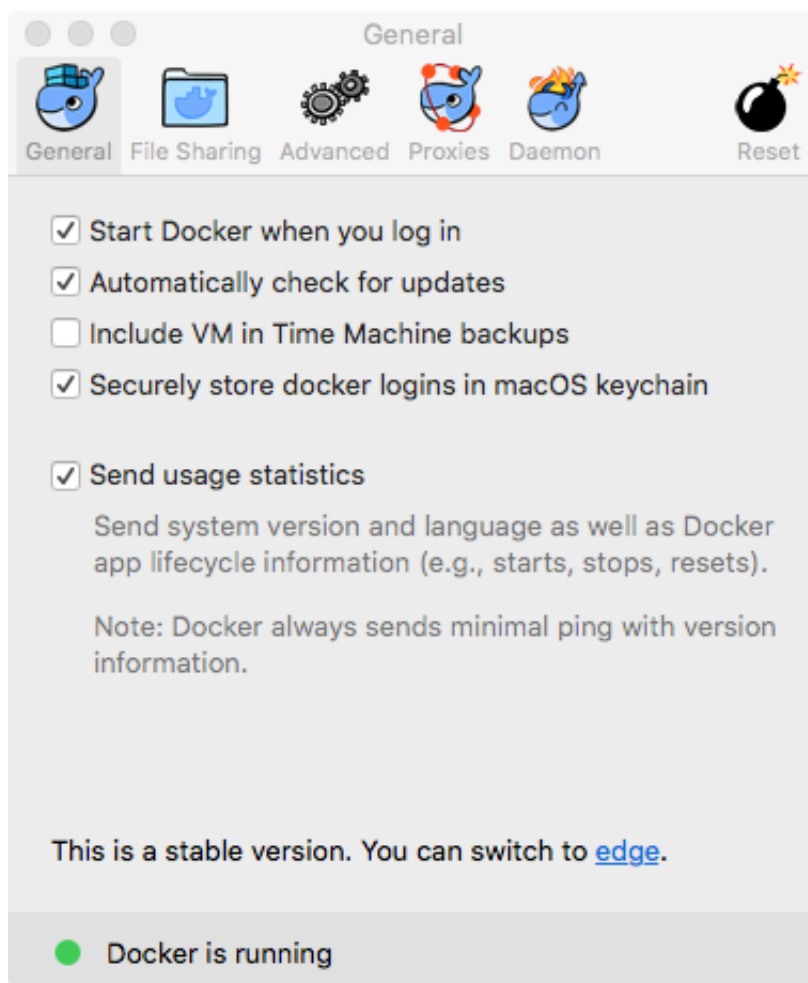 General
General File Sharing Advanced Proxies Daemon Reset
Start Docker when you log in
Automatically check for updates
Include VM in Time Machine backups
Securely store docker logins in macOS keychain
Send usage statistics
Send system version and language as well as Docker
app lifecycle information (e.g., starts, stops, resets).
Note: Docker always sends minimal ping with version
information.
This is a stable version. You can switch to edge.
Docker is running